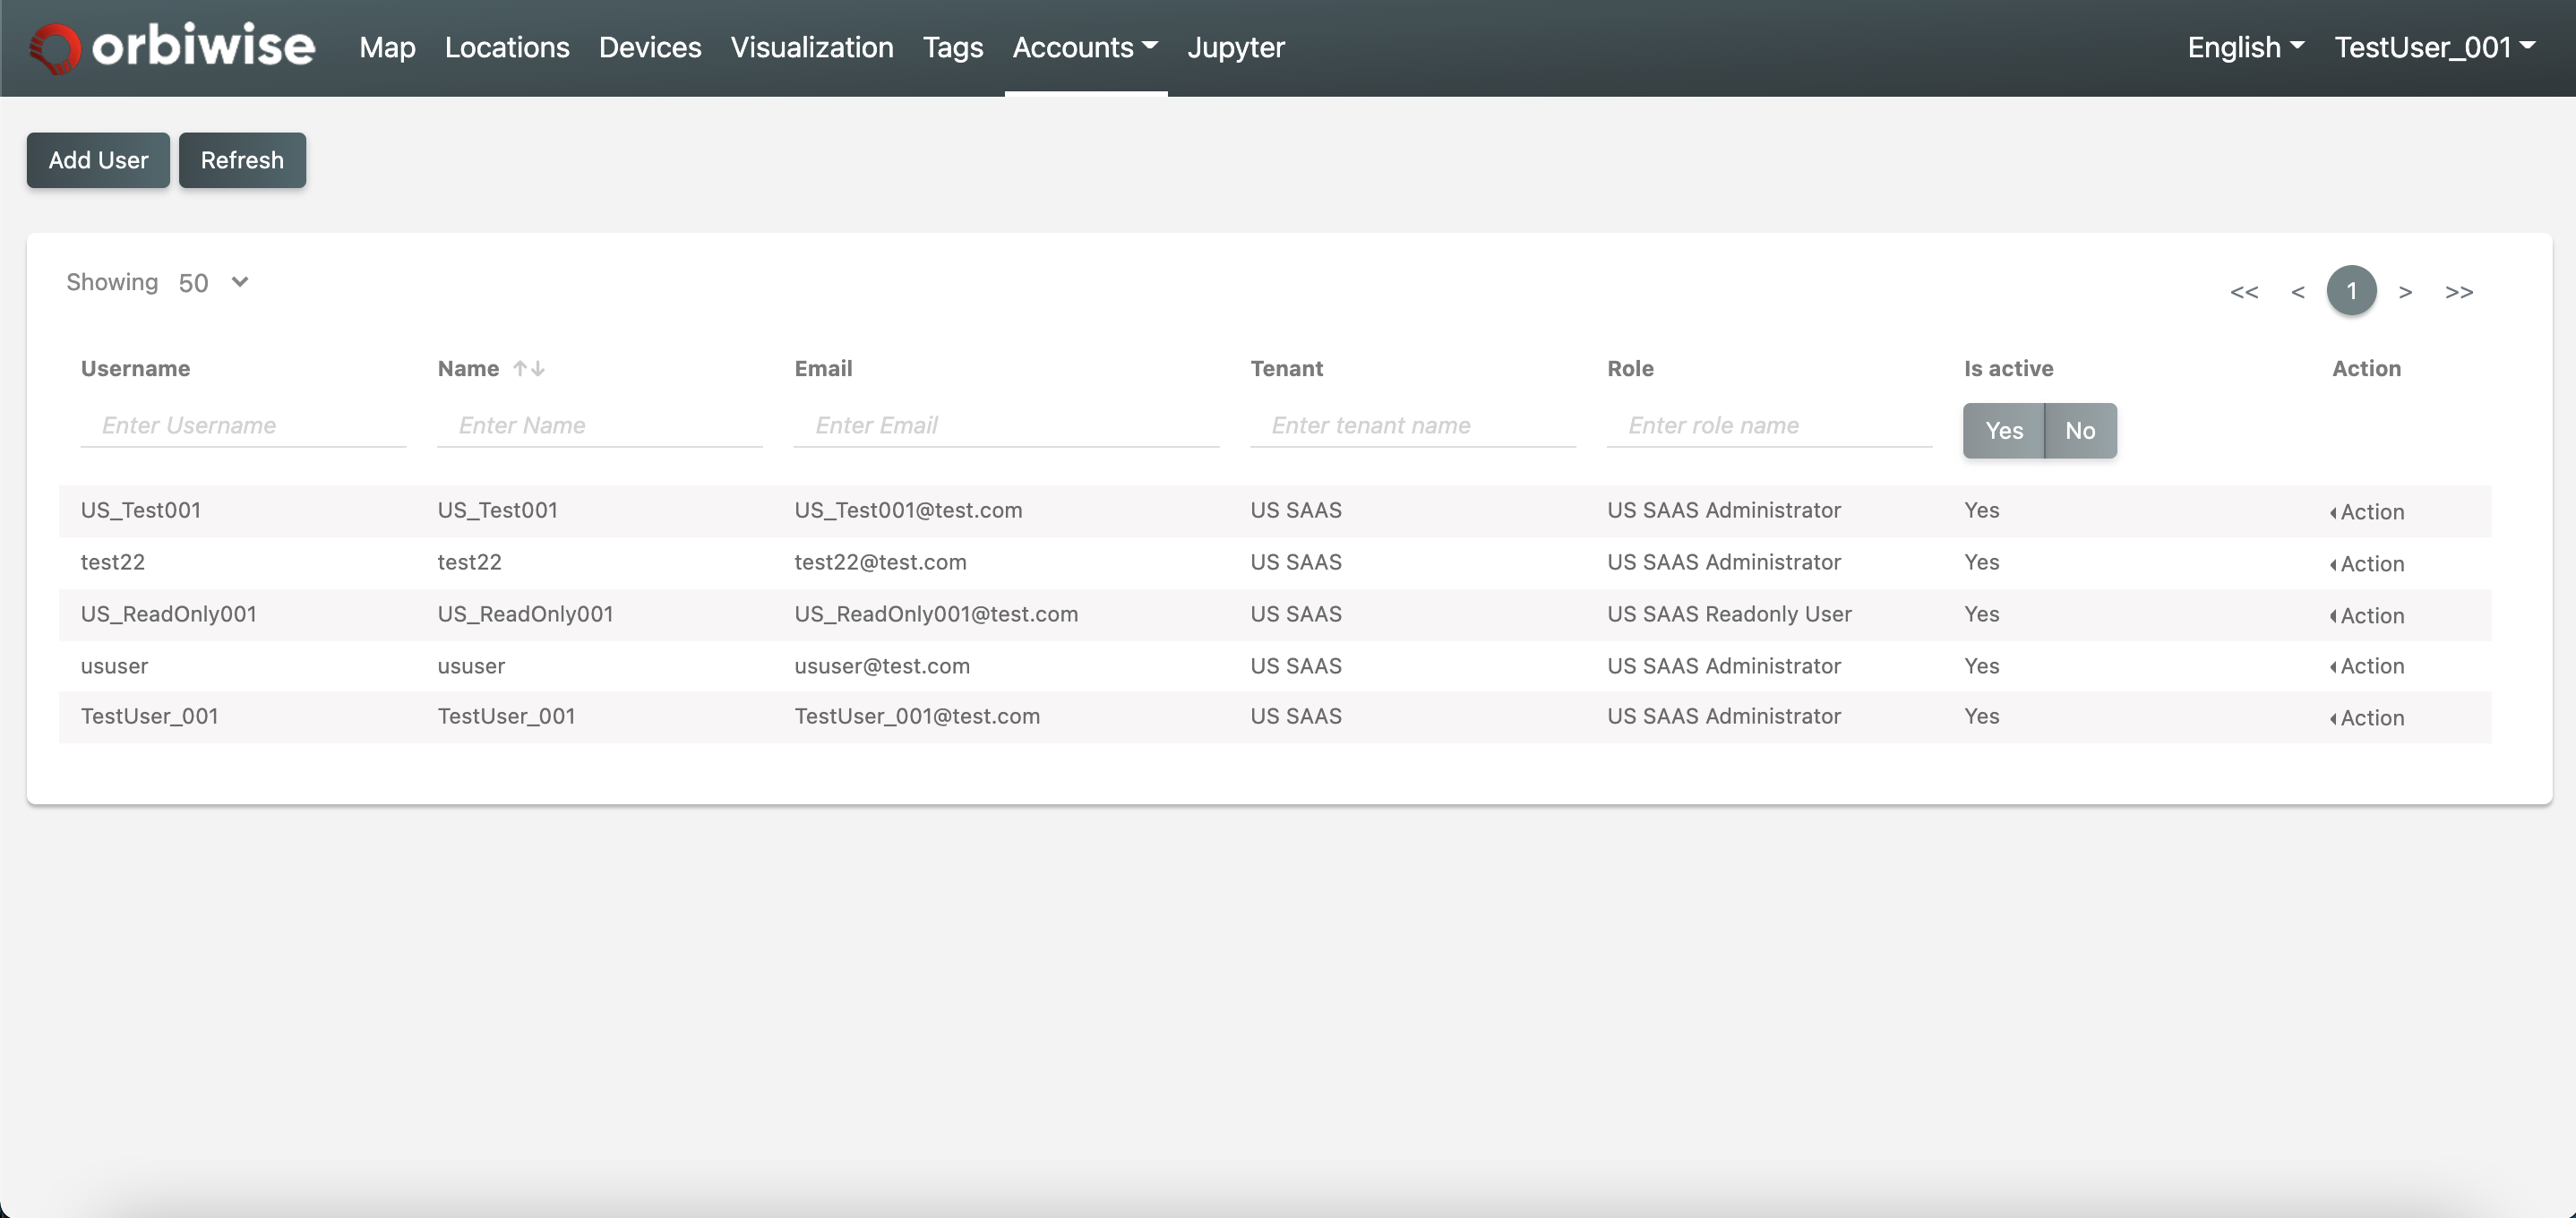 orbiwise Map Locations Devices Visualization Tags Accounts Jupyter English TestUser_001
Add User Refresh
Showing 50
<< < 1 > >>
Username Name Email Tenant Role Is active Action
Enter Username Enter Name Enter Email Enter tenant name Enter role name Yes No
US_Test001 US_Test001 US_Test001@test.com US SAAS US SAAS Administrator Yes Action
test22 test22 test22@test.com US SAAS US SAAS Administrator Yes Action
US_ReadOnly001 US_ReadOnly001 US_ReadOnly001@test.com US SAAS US SAAS Readonly User Yes Action
ususer ususer ususer@test.com US SAAS US SAAS Administrator Yes Action
TestUser_001 TestUser_001 TestUser_001@test.com US SAAS US SAAS Administrator Yes Action